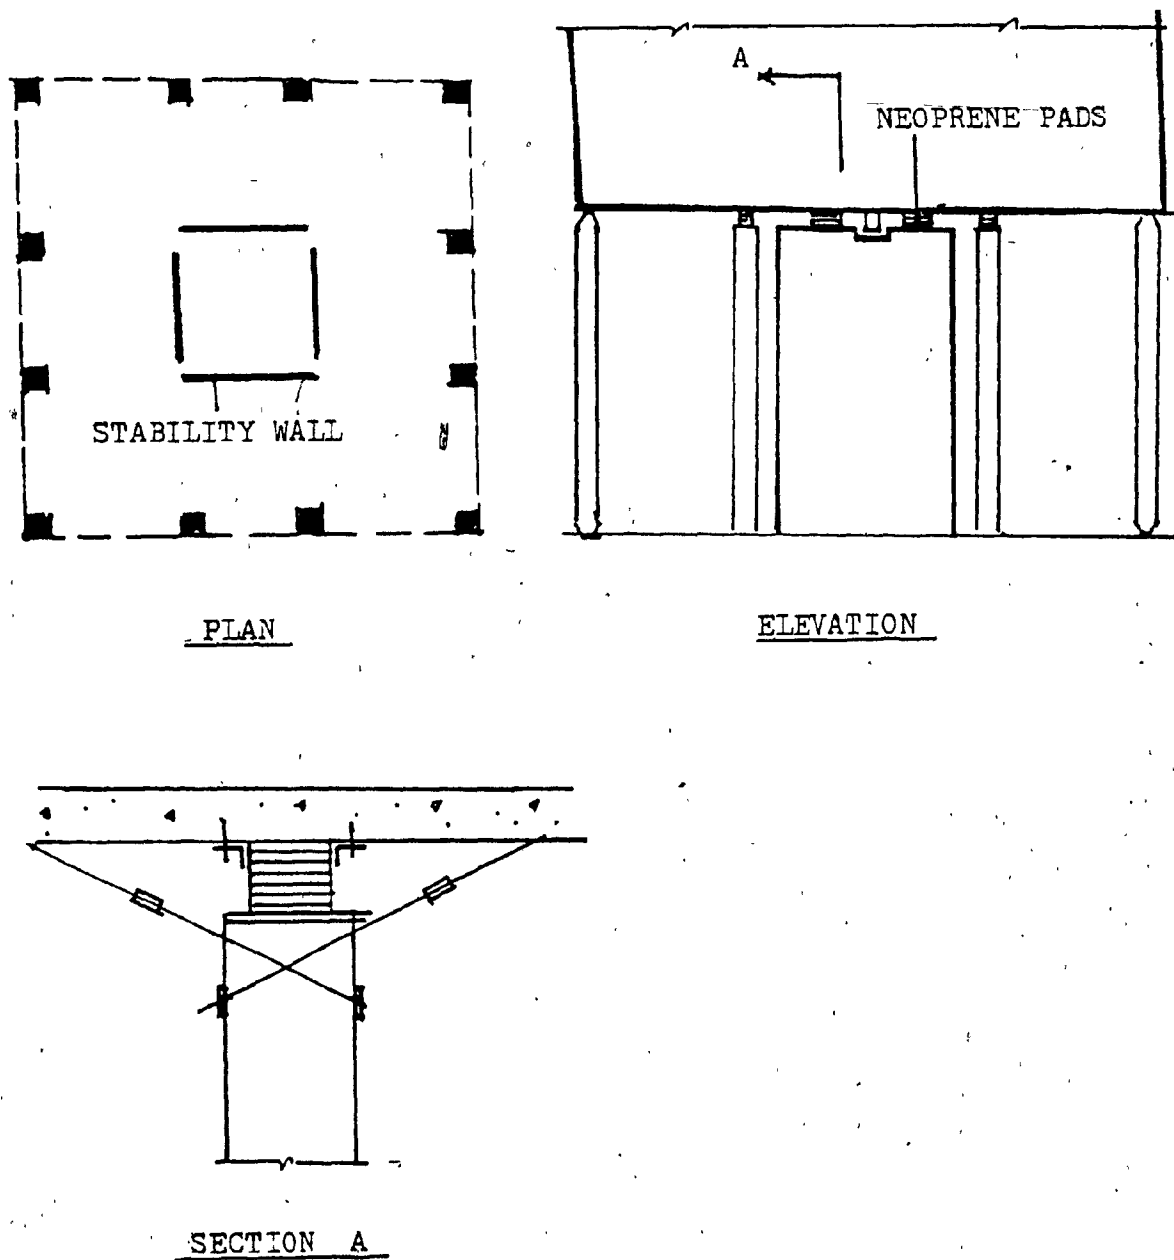 A
NEOPRENE PADS
STABILITY WALL
PLAN
ELEVATION
SECTION A